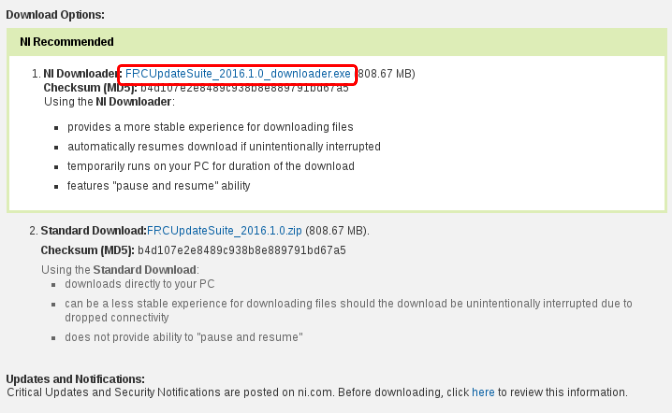 Download Options:
NI Recommended
1. NI Downloader: FRCUpdateSuite_2016.1.0_downloader.exe (808.67 MB)
Checksum (MD5): b4d107e2e8489c938b8e889791bd67a5
Using the NI Downloader:
▪ provides a more stable experience for downloading files
▪ automatically resumes download if unintentionally interrupted
▪ temporarily runs on your PC for duration of the download
▪ features "pause and resume" ability
2. Standard Download:FRCUpdateSuite_2016.1.0.zip (808.67 MB).
Checksum (MD5): b4d107e2e8489c938b8e889791bd67a5
Using the Standard Download:
▪ downloads directly to your PC
▪ can be a less stable experience for downloading files should the download be unintentionally interrupted due to
dropped connectivity
▪ does not provide ability to "pause and resume"
Updates and Notifications:
Critical Updates and Security Notifications are posted on ni.com. Before downloading, click here to review this information.